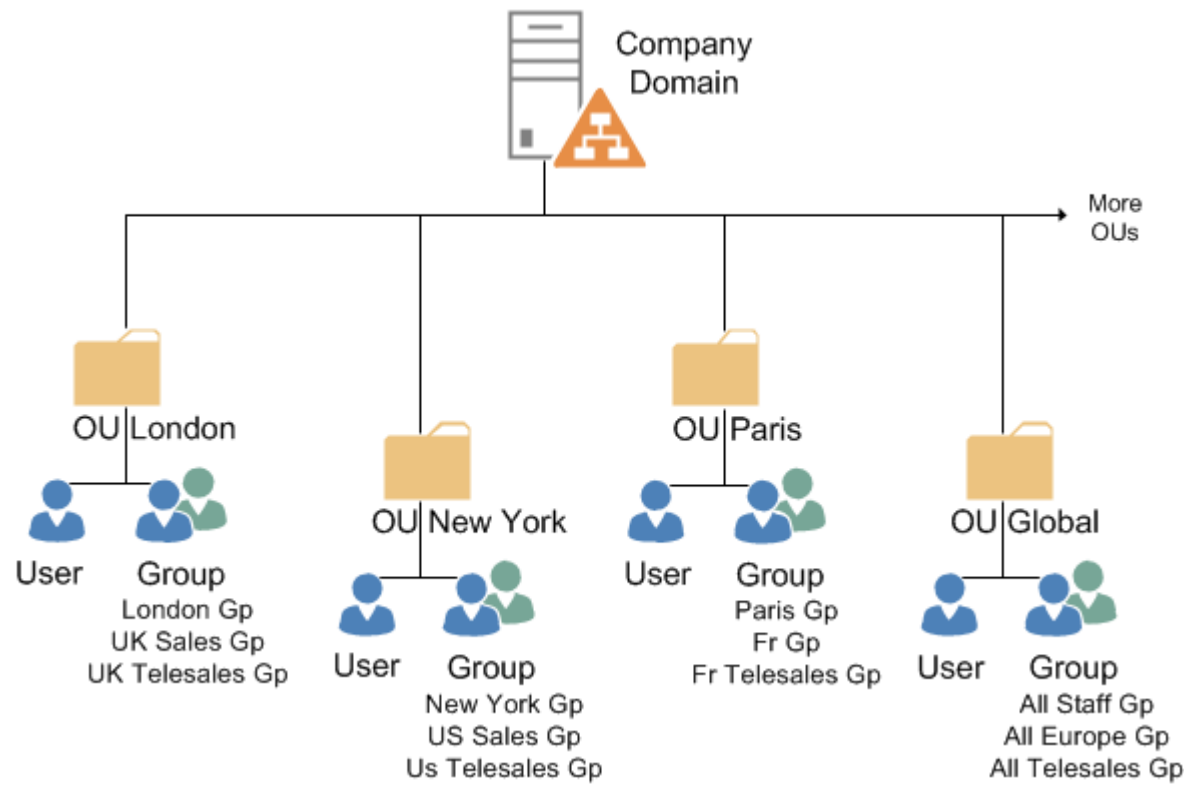 Company
Domain
More
OUs
OU London
User
Group
London Gp
UK Sales Gp
UK Telesales Gp
OU New York
User
Group
New York Gp
US Sales Gp
Us Telesales Gp
OU Paris
User
Group
Paris Gp
Fr Gp
Fr Telesales Gp
OU Global
User
Group
All Staff Gp
All Europe Gp
All Telesales Gp